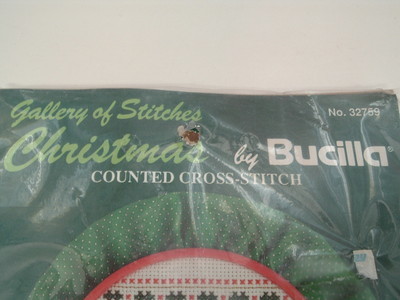 Gallery of Stitches
No. 32789
Christmas by Bucilla®
COUNTED CROSS-STITCH